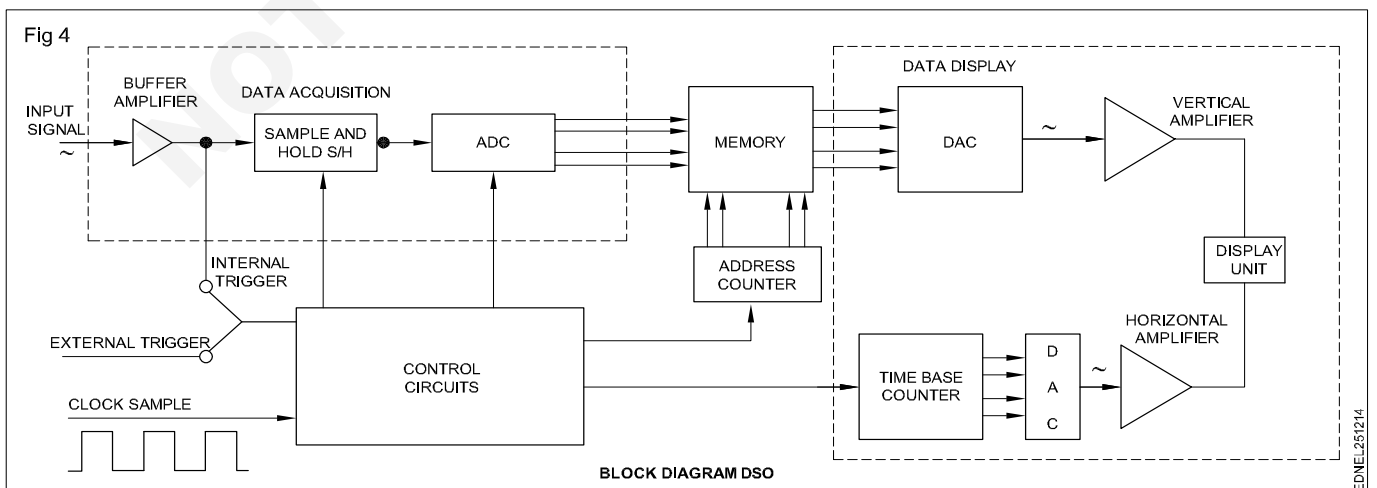 Fig 4
NOT
DATA DISPLAY
BUFFER
AMPLIFIER
DATA ACQUISITION
VERTICAL
AMPLIFIER
INPUT
SIGNAL
~
SAMPLE AND
HOLD S/H
ADC
MEMORY
DAC
~
DISPLAY
UNIT
INTERNAL
TRIGGER
ADDRESS
COUNTER
HORIZONTAL
AMPLIFIER
EXTERNAL TRIGGER
CONTROL
CIRCUITS
TIME BASE
COUNTER
D
A
C
~
CLOCK SAMPLE
BLOCK DIAGRAM DSO
EDNEL251214